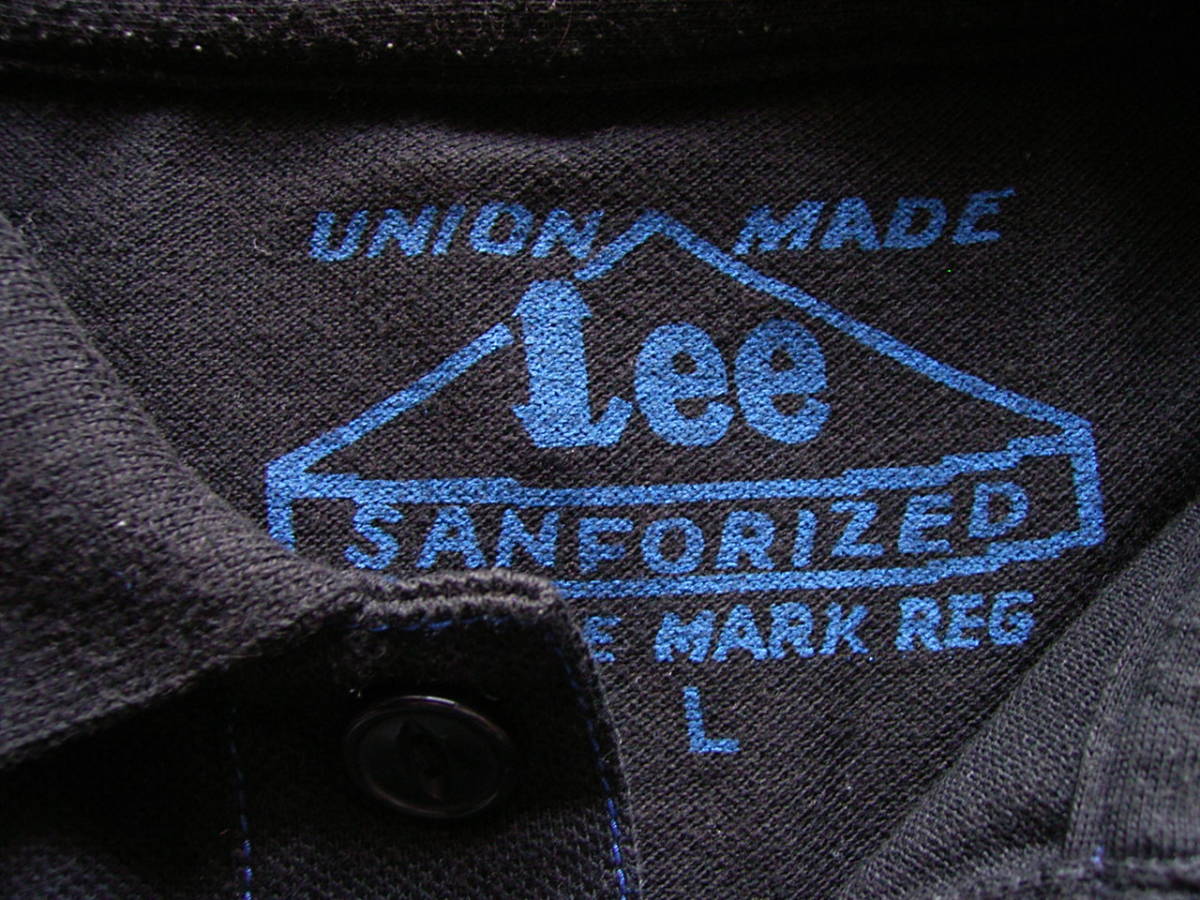 UNION MADE
Lee
SANFORIZED
MARK REG
L